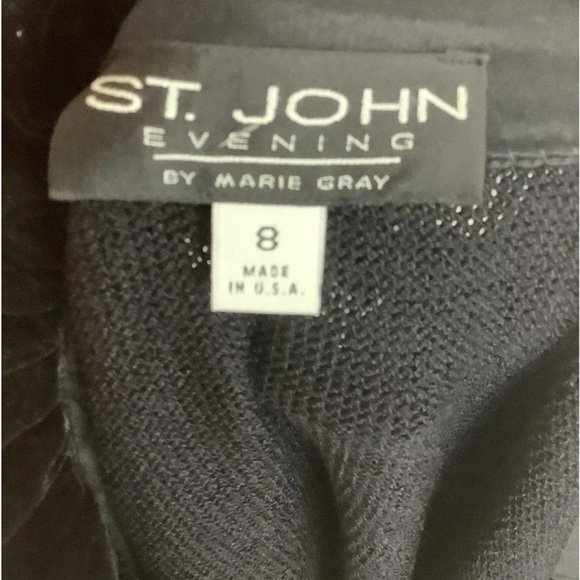 ST. JOHN
EVENING
BY MARIE GRAY
8
MADE
IN U.S.A.